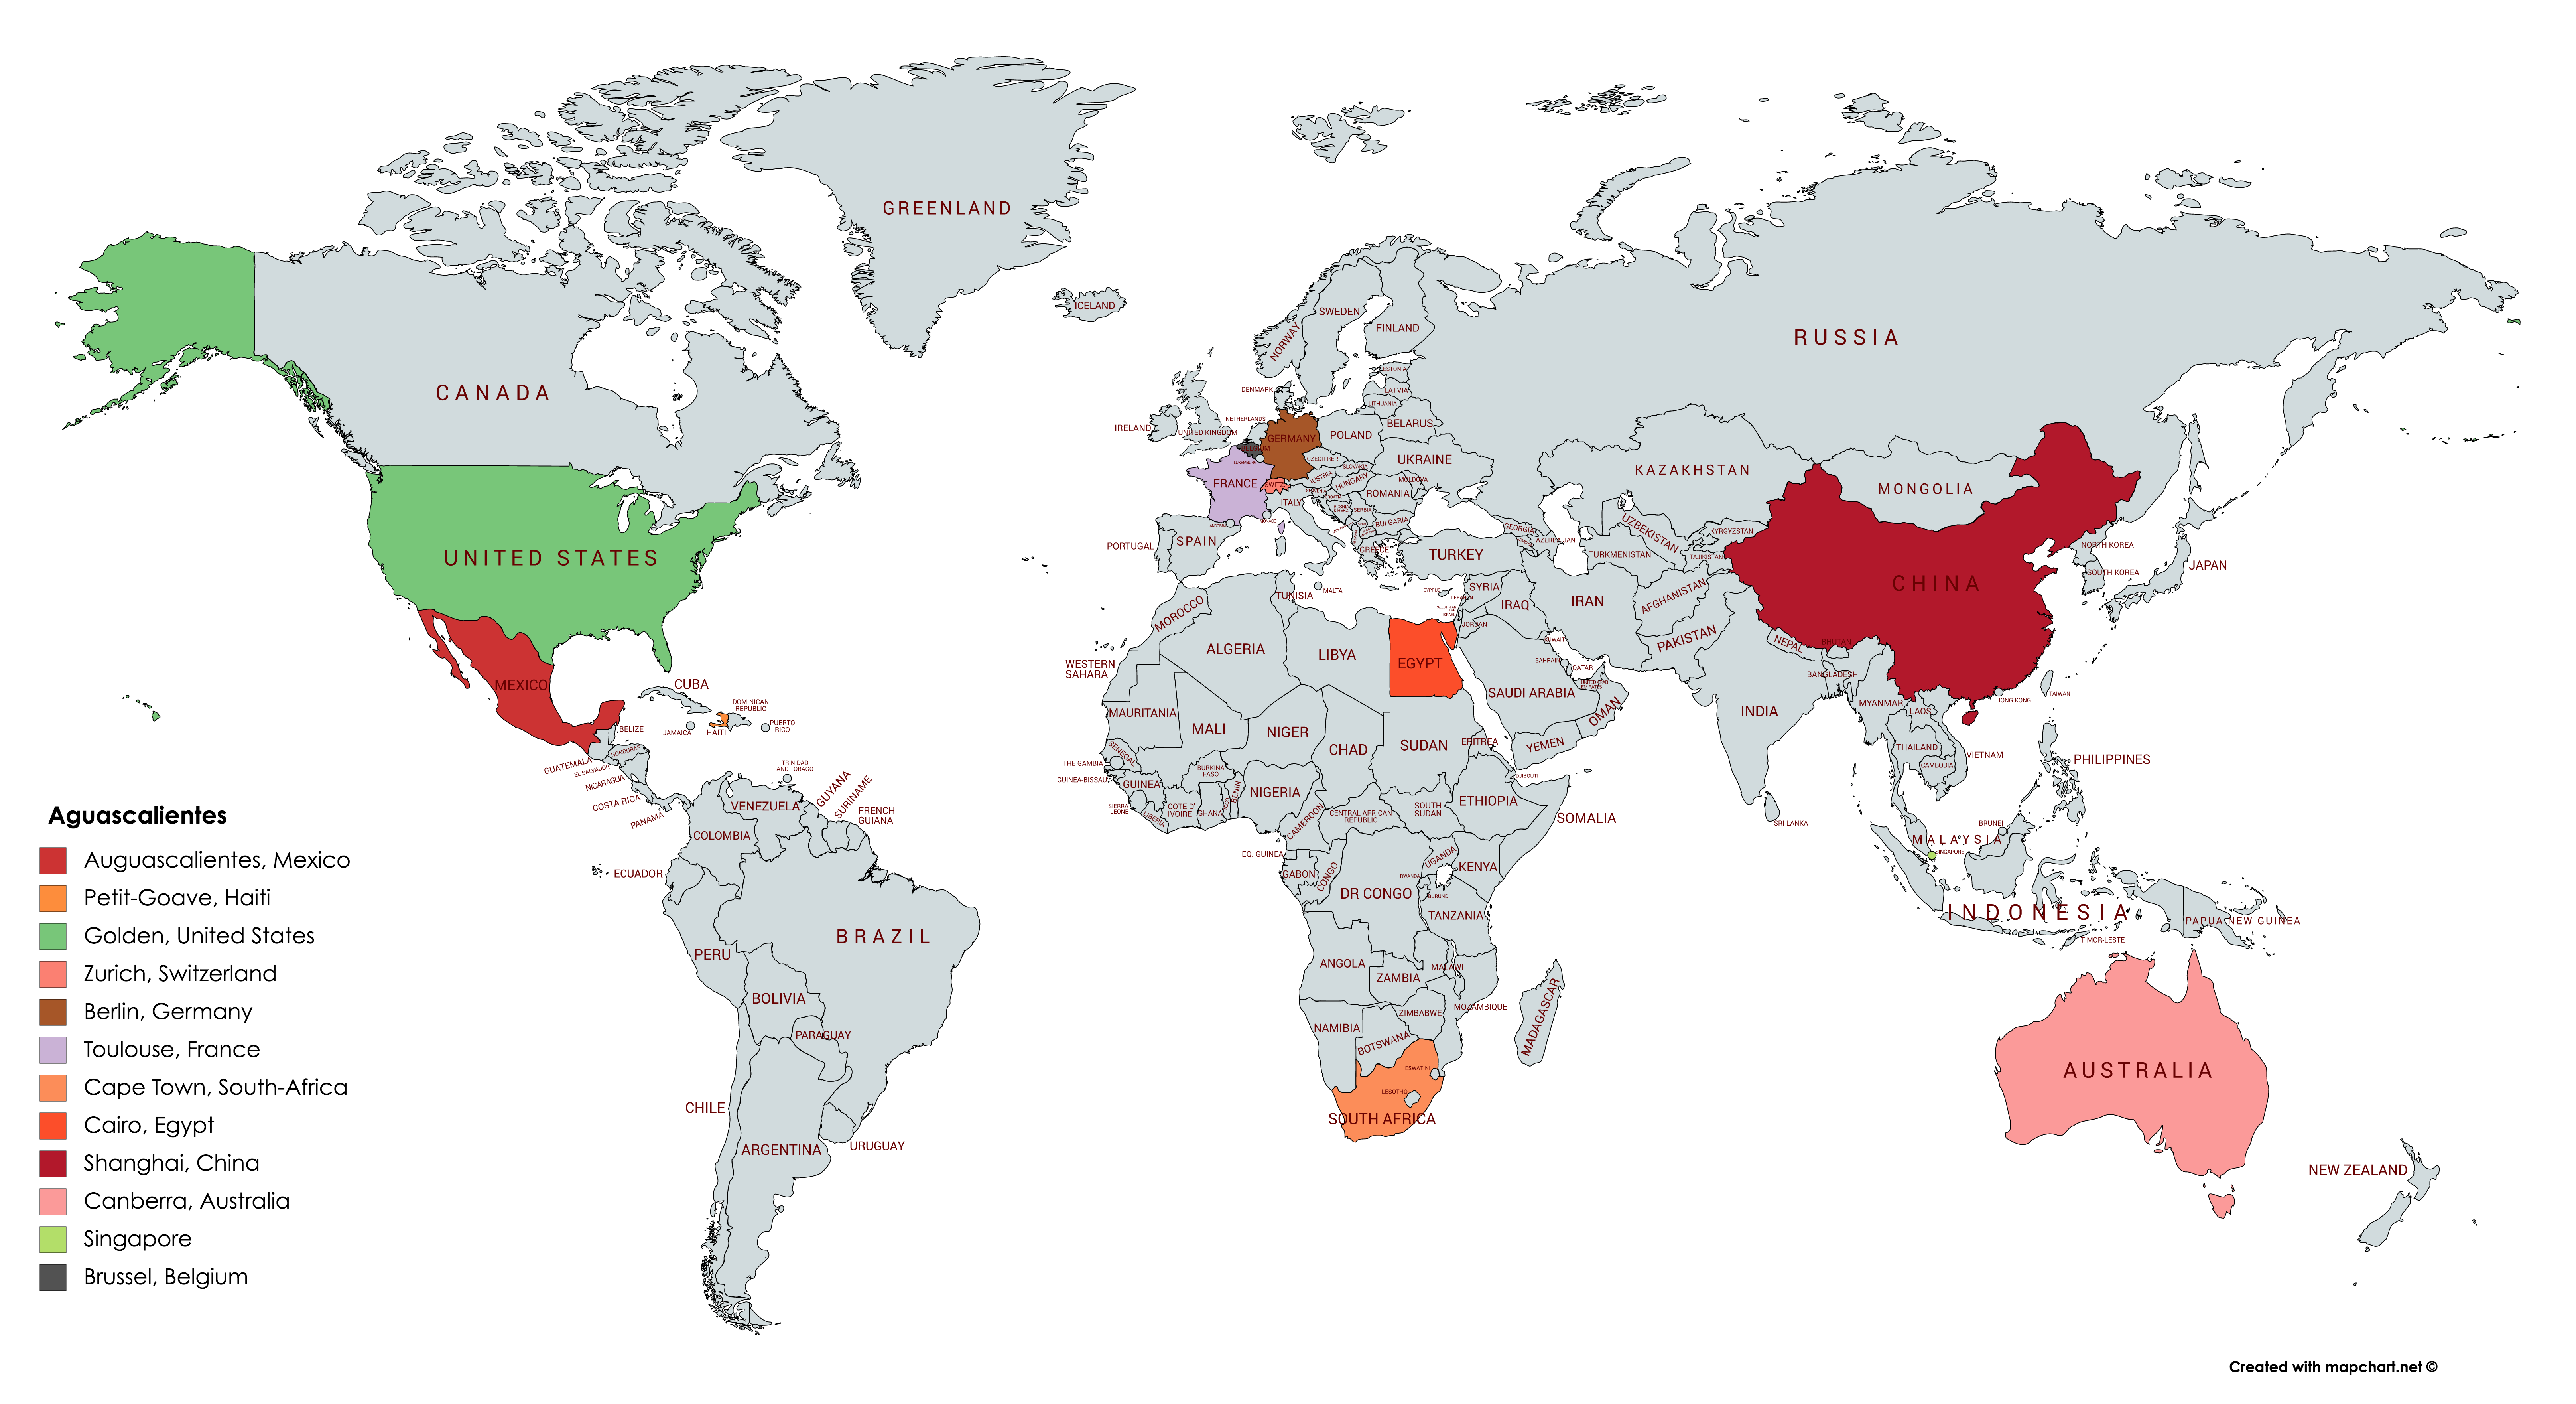 GREENLAND
ICELAND
RUSSIA
CANADA
UNITED STATES
MEXICO
CUBA
DOMINICAN
REPUBLIC
PUERTO
RICO
JAMAICA
HAITI
BELIZE
HONDURAS
GUATEMALA
EL SALVADOR
NICARAGUA
COSTA RICA
PANAMA
TRINIDAD
AND TOBAGO
VENEZUELA
GUYANA
SURINAME
FRENCH
GUIANA
COLOMBIA
ECUADOR
PERU
BRAZIL
BOLIVIA
PARAGUAY
CHILE
ARGENTINA
URUGUAY
NORWAY
SWEDEN
FINLAND
ESTONIA
LATVIA
LITHUANIA
DENMARK
NETHERLANDS
IRELAND
UNITED KINGDOM
BELGIUM
LUXEMBURG
GERMANY
POLAND
BELARUS
UKRAINE
CZECH REP.
SLOVAKIA
AUSTRIA
HUNGARY
MOLDOVA
ROMANIA
FRANCE
SWITZ.
ITALY
SERBIA
BULGARIA
ANDORRA
MONACO
PORTUGAL
SPAIN
GREECE
TURKEY
GEORGIA
AZERBAIJAN
MALTA
CYPRUS
LEBANON
SYRIA
ISRAEL
JORDAN
IRAQ
IRAN
KUWAIT
BAHRAIN
QATAR
UNITED ARAB
EMIRATES
SAUDI ARABIA
OMAN
YEMEN
KAZAKHSTAN
UZBEKISTAN
TURKMENISTAN
KYRGYZSTAN
TAJIKISTAN
AFGHANISTAN
PAKISTAN
INDIA
NEPAL
BHUTAN
BANGLADESH
SRI LANKA
MONGOLIA
CHINA
NORTH KOREA
SOUTH KOREA
JAPAN
TAIWAN
HONG KONG
MYANMAR
LAOS
THAILAND
CAMBODIA
VIETNAM
PHILIPPINES
BRUNEI
MALAYSIA
SINGAPORE
INDONESIA
TIMOR-LESTE
PAPUA NEW GUINEA
AUSTRALIA
NEW ZEALAND
MOROCCO
TUNISIA
ALGERIA
LIBYA
EGYPT
WESTERN
SAHARA
MAURITANIA
MALI
NIGER
CHAD
SUDAN
ERITREA
DJIBOUTI
SENEGAL
THE GAMBIA
GUINEA-BISSAU
GUINEA
SIERRA
LEONE
LIBERIA
COTE D'
IVOIRE
BURKINA
FASO
GHANA
TOGO
BENIN
NIGERIA
CAMEROON
CENTRAL AFRICAN
REPUBLIC
SOUTH
SUDAN
ETHIOPIA
SOMALIA
EQ. GUINEA
GABON
CONGO
DR CONGO
UGANDA
KENYA
RWANDA
BURUNDI
TANZANIA
ANGOLA
ZAMBIA
MALAWI
MOZAMBIQUE
ZIMBABWE
NAMIBIA
BOTSWANA
MADAGASCAR
ESWATINI
LESOTHO
SOUTH AFRICA
Aguascalientes
Auguascalientes, Mexico
Petit-Goave, Haiti
Golden, United States
Zurich, Switzerland
Berlin, Germany
Toulouse, France
Cape Town, South-Africa
Cairo, Egypt
Shanghai, China
Canberra, Australia
Singapore
Brussel, Belgium
Created with mapchart.net ©